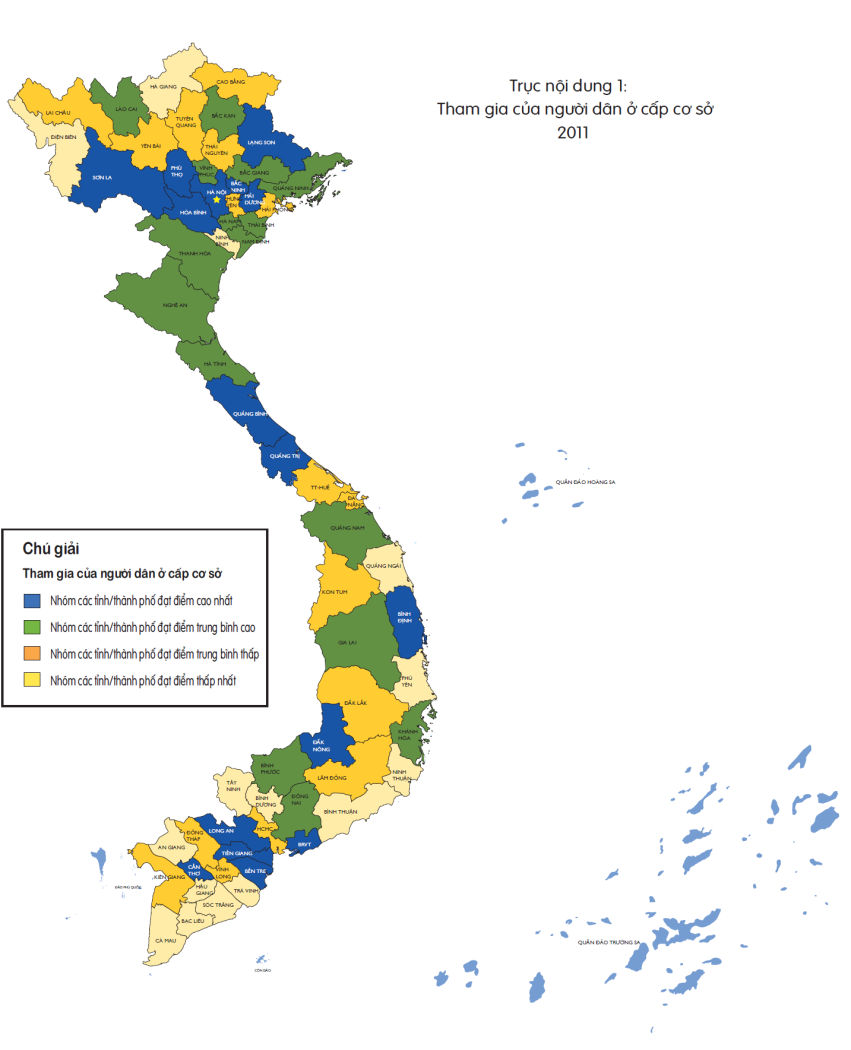 Trục nội dung 1:
Tham gia của người dân ở cấp cơ sở
2011
HÀ GIANG
CAO BẰNG
LÀO CAI
LAI CHÂU
BẮC KAN
TUYÊN
QUANG
ĐIỆN BIÊN
LẠNG SƠN
YÊN BÁI
THÁI
NGUYÊN
PHÚ
THỌ
VĨNH
PHÚC
BẮC GIANG
SƠN LA
BẮC
NINH
QUẢNG NINH
HÀ NỘI
HẢI
DƯƠNG
HƯNG
YÊN
HẢI PHÒNG
HÒA BÌNH
HÀ NAM
THÁI BÌNH
NINH
BÌNH
NAM ĐỊNH
THANH HÓA
NGHỆ AN
HÀ TĨNH
QUẢNG BÌNH
QUẢNG TRỊ
TT-HUẾ
ĐÀ
NẴNG
QUẦN ĐẢO HOÀNG SA
QUẢNG NAM
QUẢNG NGÃI
KON TUM
BÌNH
ĐỊNH
GIA LAI
PHÚ
YÊN
ĐẮK LẮK
KHÁNH
HÒA
ĐẮK
NÔNG
BÌNH
PHƯỚC
LÂM ĐỒNG
NINH
THUẬN
TÂY
NINH
BÌNH
DƯƠNG
ĐỒNG
NAI
BÌNH THUẬN
HCMC
LONG AN
ĐỒNG
THÁP
BRVT
AN GIANG
TIỀN GIANG
CẦN
THƠ
VĨNH
LONG
BẾN TRE
KIÊN GIANG
HẬU
GIANG
TRÀ VINH
SÓC TRĂNG
BẠC LIÊU
CÀ MAU
ĐẢO PHÚ QUỐC
CÔN ĐẢO
QUẦN ĐẢO TRƯỜNG SA
Chú giải
Tham gia của người dân ở cấp cơ sở
Nhóm các tỉnh/thành phố đạt điểm cao nhất
Nhóm các tỉnh/thành phố đạt điểm trung bình cao
Nhóm các tỉnh/thành phố đạt điểm trung bình thấp
Nhóm các tỉnh/thành phố đạt điểm thấp nhất